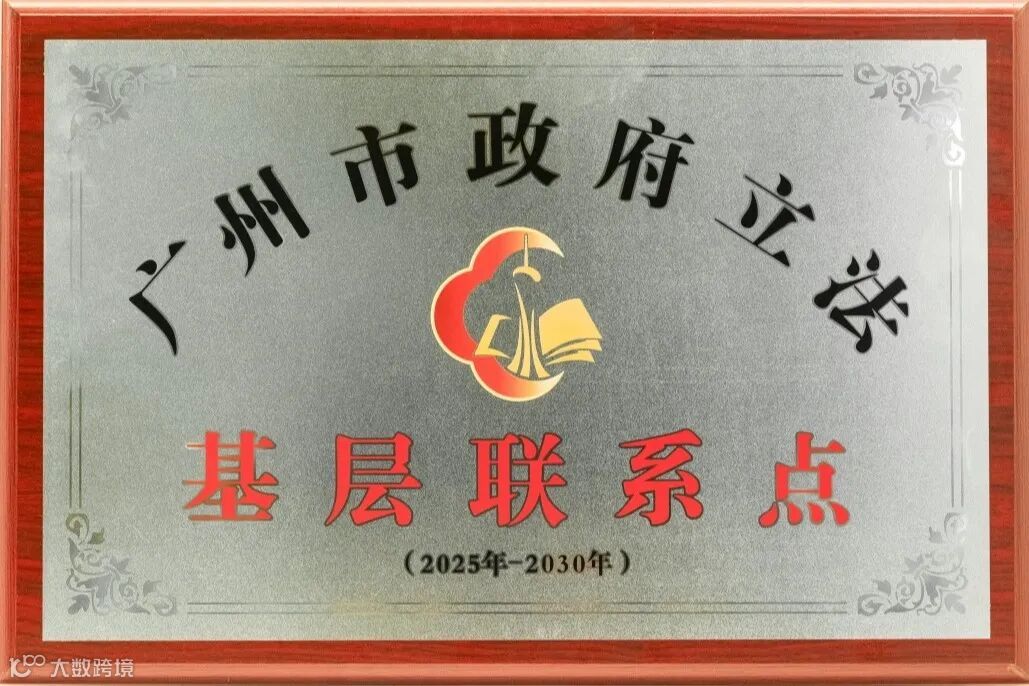 广州市政府立法
基层联系点
（2025年-2030年）
大数跨境